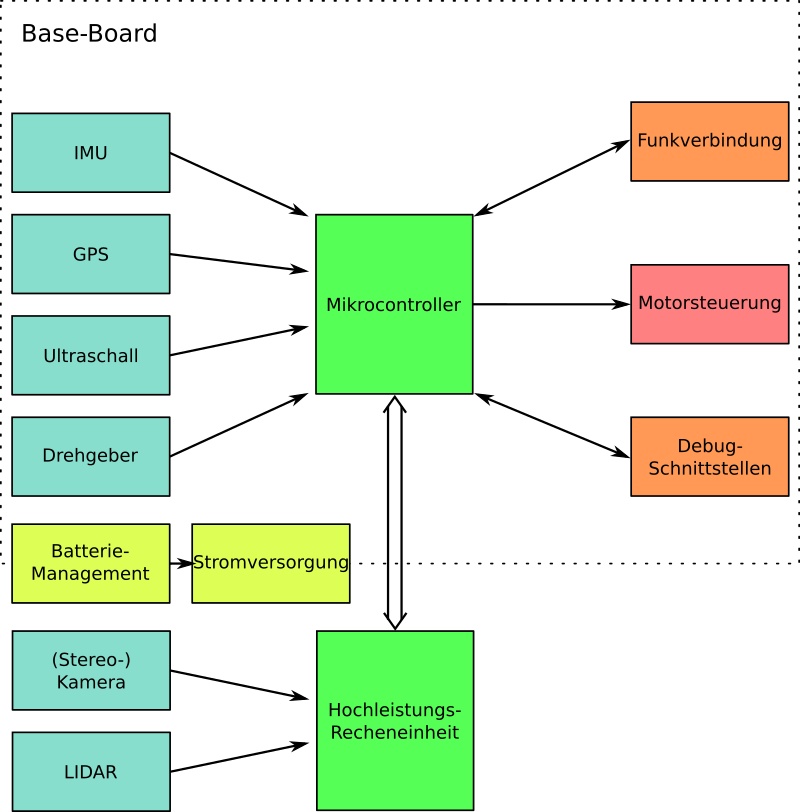 Base-Board
IMU
GPS
Ultraschall
Drehgeber
Mikrocontroller
Funkverbindung
Motorsteuerung
Debug-
Schnittstellen
Batterie-
Management
Stromversorgung
(Stereo-)
Kamera
LIDAR
Hochleistungs-
Recheneinheit